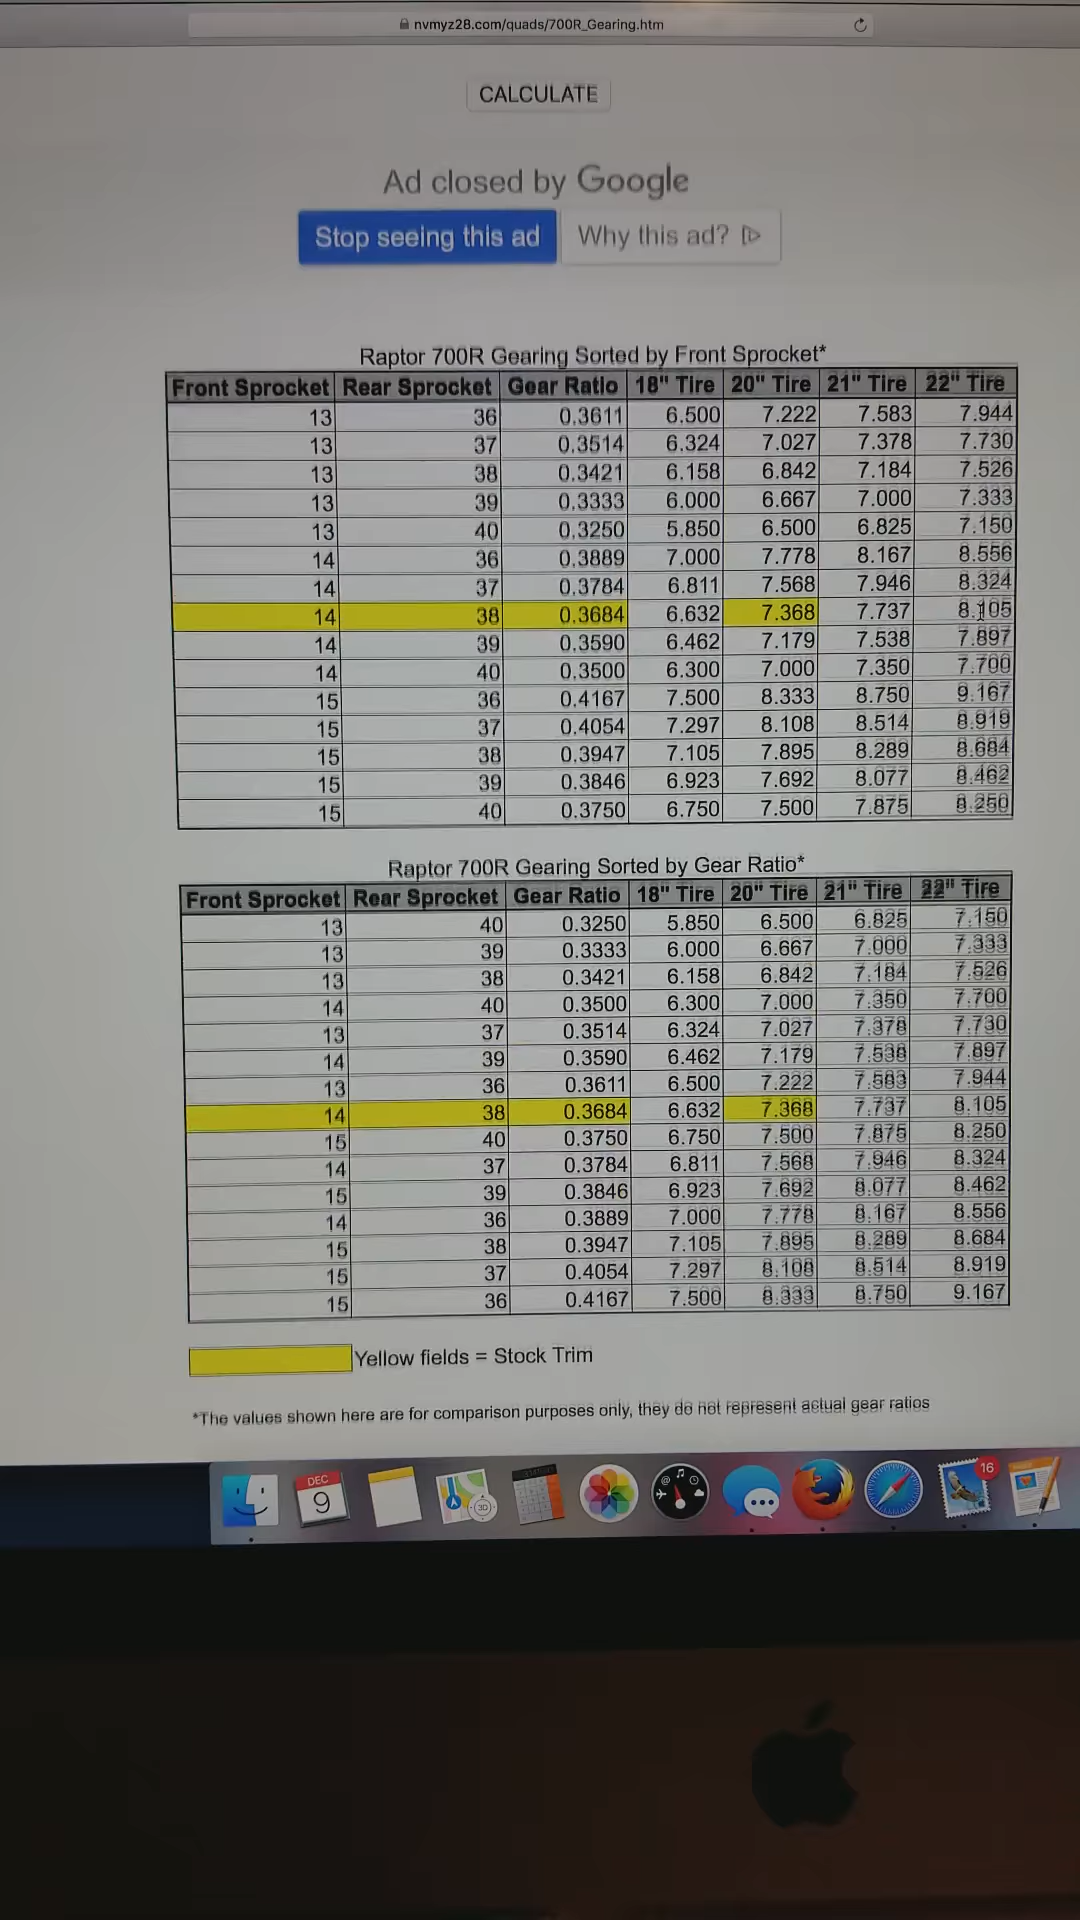 nvmyz28.com/quads/700R_Gearing.htm
CALCULATE
Ad closed by Google
Stop seeing this ad Why this ad?
Raptor 700R Gearing Sorted by Front Sprocket*
Front Sprocket Rear Sprocket Gear Ratio 18" Tire 20" Tire 21" Tire 22" Tire
13 36 0.3611 6.500 7.222 7.583 7.944
13 37 0.3514 6.324 7.027 7.378 7.730
13 38 0.3421 6.158 6.842 7.184 7.526
13 39 0.3333 6.000 6.667 7.000 7.333
13 40 0.3250 5.850 6.500 6.825 7.150
14 36 0.3889 7.000 7.778 8.167 8.556
14 37 0.3784 6.811 7.568 7.946 8.324
14 38 0.3684 6.632 7.368 7.737 8.105
14 39 0.3590 6.462 7.179 7.538 7.897
14 40 0.3500 6.300 7.000 7.350 7.700
15 36 0.4167 7.500 8.333 8.750 9.167
15 37 0.4054 7.297 8.108 8.514 8.919
15 38 0.3947 7.105 7.895 8.289 8.684
15 39 0.3846 6.923 7.692 8.077 8.462
15 40 0.3750 6.750 7.500 7.875 8.250
Raptor 700R Gearing Sorted by Gear Ratio*
Front Sprocket Rear Sprocket Gear Ratio 18" Tire 20" Tire 21" Tire 22" Tire
13 40 0.3250 5.850 6.500 6.825 7.150
13 39 0.3333 6.000 6.667 7.000 7.333
13 38 0.3421 6.158 6.842 7.184 7.526
14 40 0.3500 6.300 7.000 7.350 7.700
13 37 0.3514 6.324 7.027 7.378 7.730
14 39 0.3590 6.462 7.179 7.538 7.897
13 36 0.3611 6.500 7.222 7.583 7.944
14 38 0.3684 6.632 7.368 7.737 8.105
15 40 0.3750 6.750 7.500 7.875 8.250
14 37 0.3784 6.811 7.568 7.946 8.324
15 39 0.3846 6.923 7.692 8.077 8.462
14 36 0.3889 7.000 7.778 8.167 8.556
15 38 0.3947 7.105 7.895 8.289 8.684
15 37 0.4054 7.297 8.108 8.514 8.919
15 36 0.4167 7.500 8.333 8.750 9.167
Yellow fields = Stock Trim
*The values shown here are for comparison purposes only, they do not represent actual gear ratios
DEC
9
3D
16